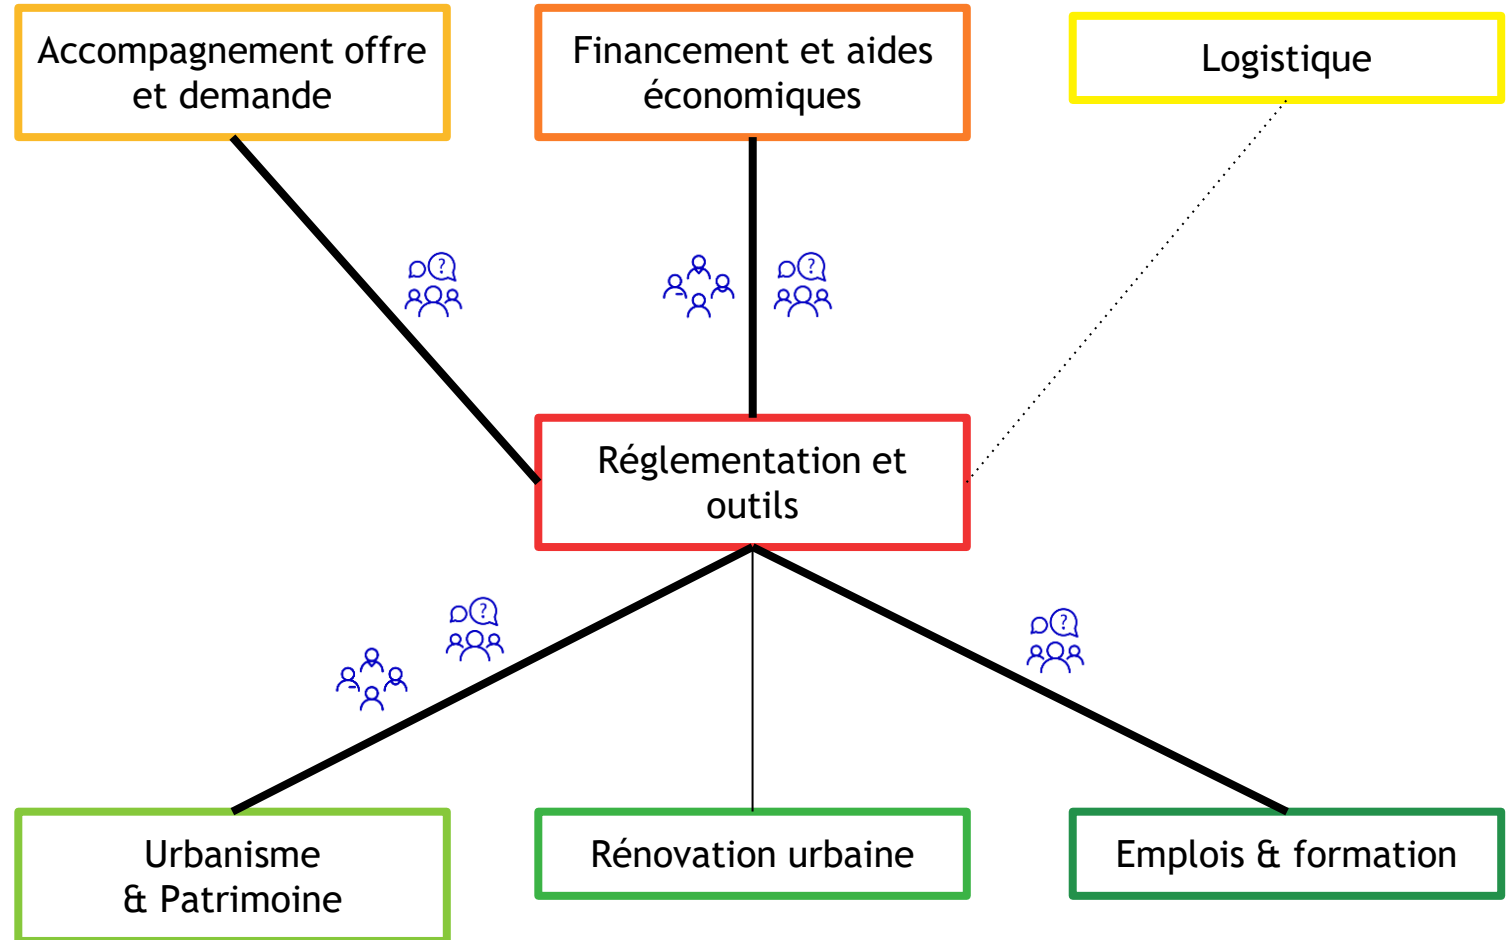 Accompagnement offre
et demande
Financement et aides
économiques
Logistique
?
?
Réglementation et
outils
?
?
Urbanisme
& Patrimoine
Rénovation urbaine
Emplois & formation